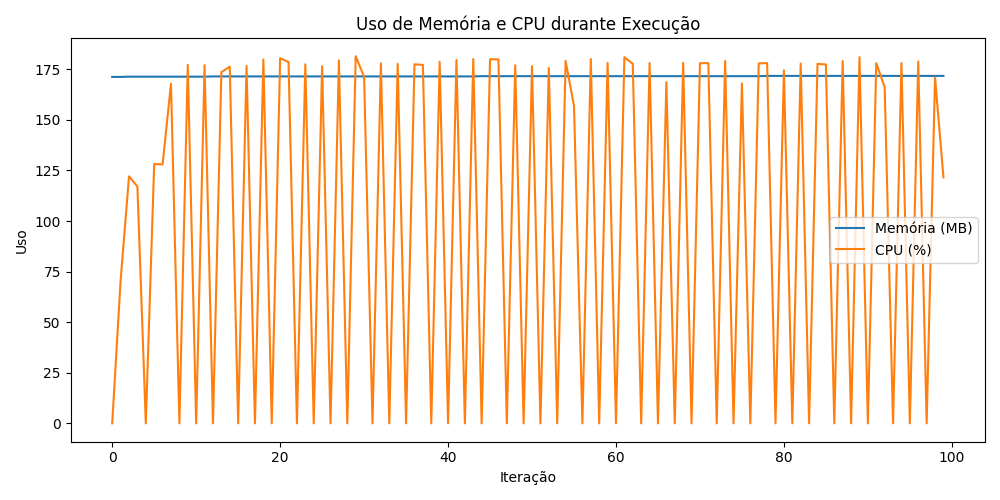 Uso de Memória e CPU durante Execução
Uso
175
150
125
100
75
50
25
0
Memória (MB)
CPU (%)
0 20 40 60 80 100
Iteração